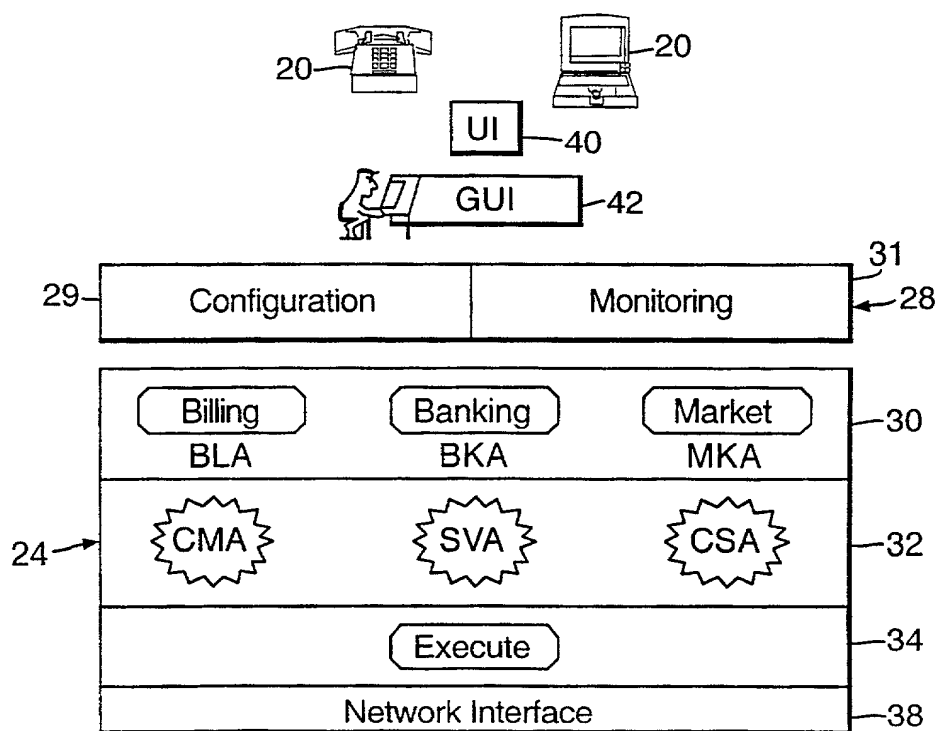 20
20
UI
40
GUI
42
31
29
Configuration
Monitoring
28
Billing
Banking
Market
30
BLA
BKA
MKA
24
CMA
SVA
CSA
32
Execute
34
Network Interface
38